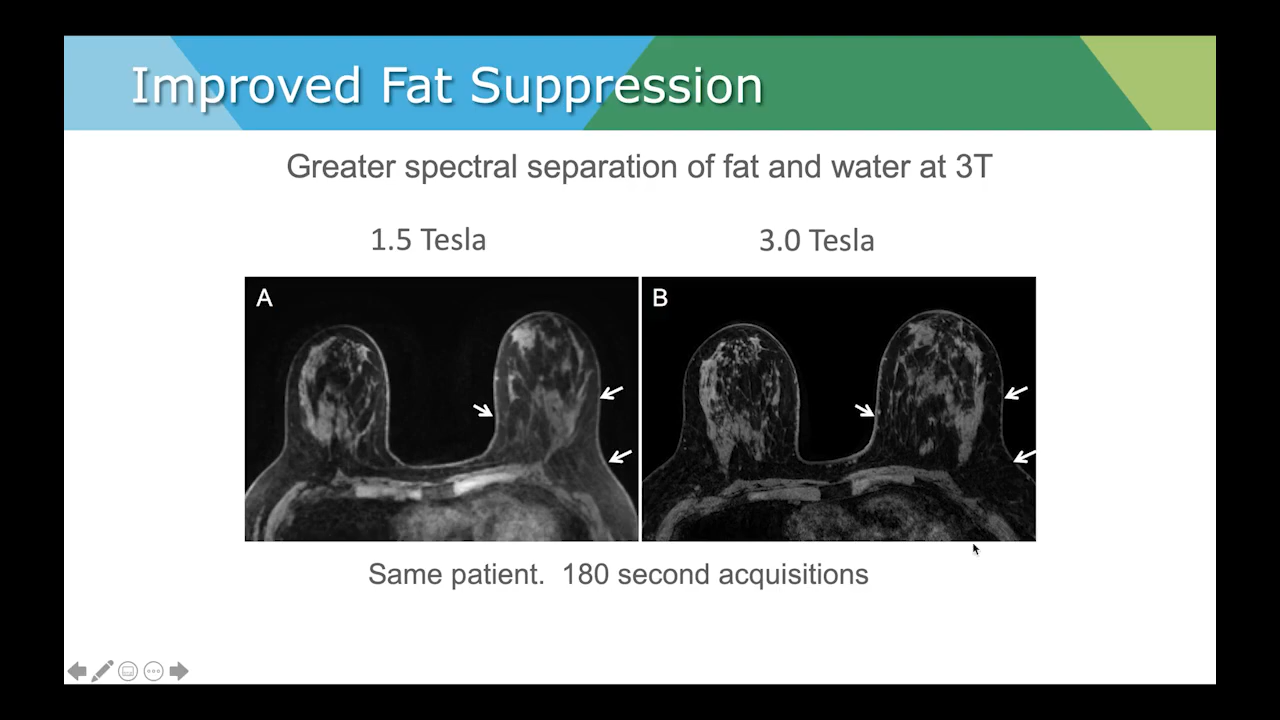 Improved Fat Suppression
Greater spectral separation of fat and water at 3T
1.5 Tesla
3.0 Tesla
A
B
Same patient.  180 second acquisitions